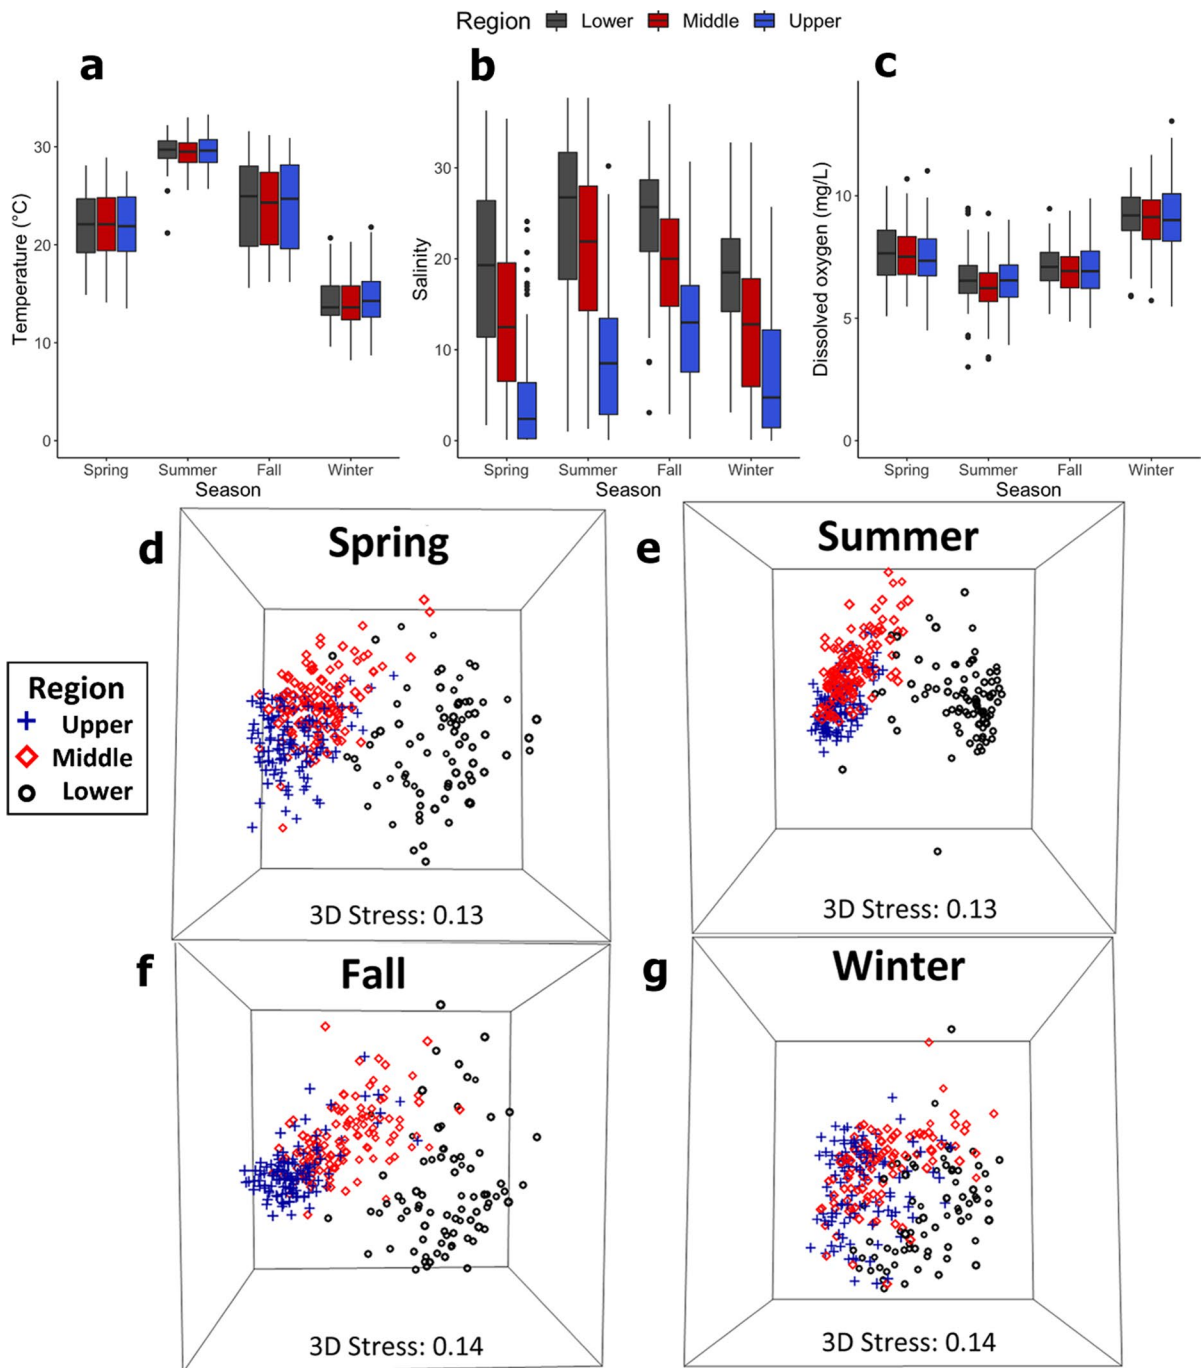 Region Lower Middle Upper
a b c
Temperature (°C)
30
20
10
0
Spring Summer Fall Winter
Season
Salinity
30
20
10
0
Spring Summer Fall Winter
Season
Dissolved oxygen (mg/L)
10
5
0
Spring Summer Fall Winter
Season
d Spring
3D Stress: 0.13
e Summer
3D Stress: 0.13
Region
Upper
Middle
Lower
f Fall
3D Stress: 0.14
g Winter
3D Stress: 0.14